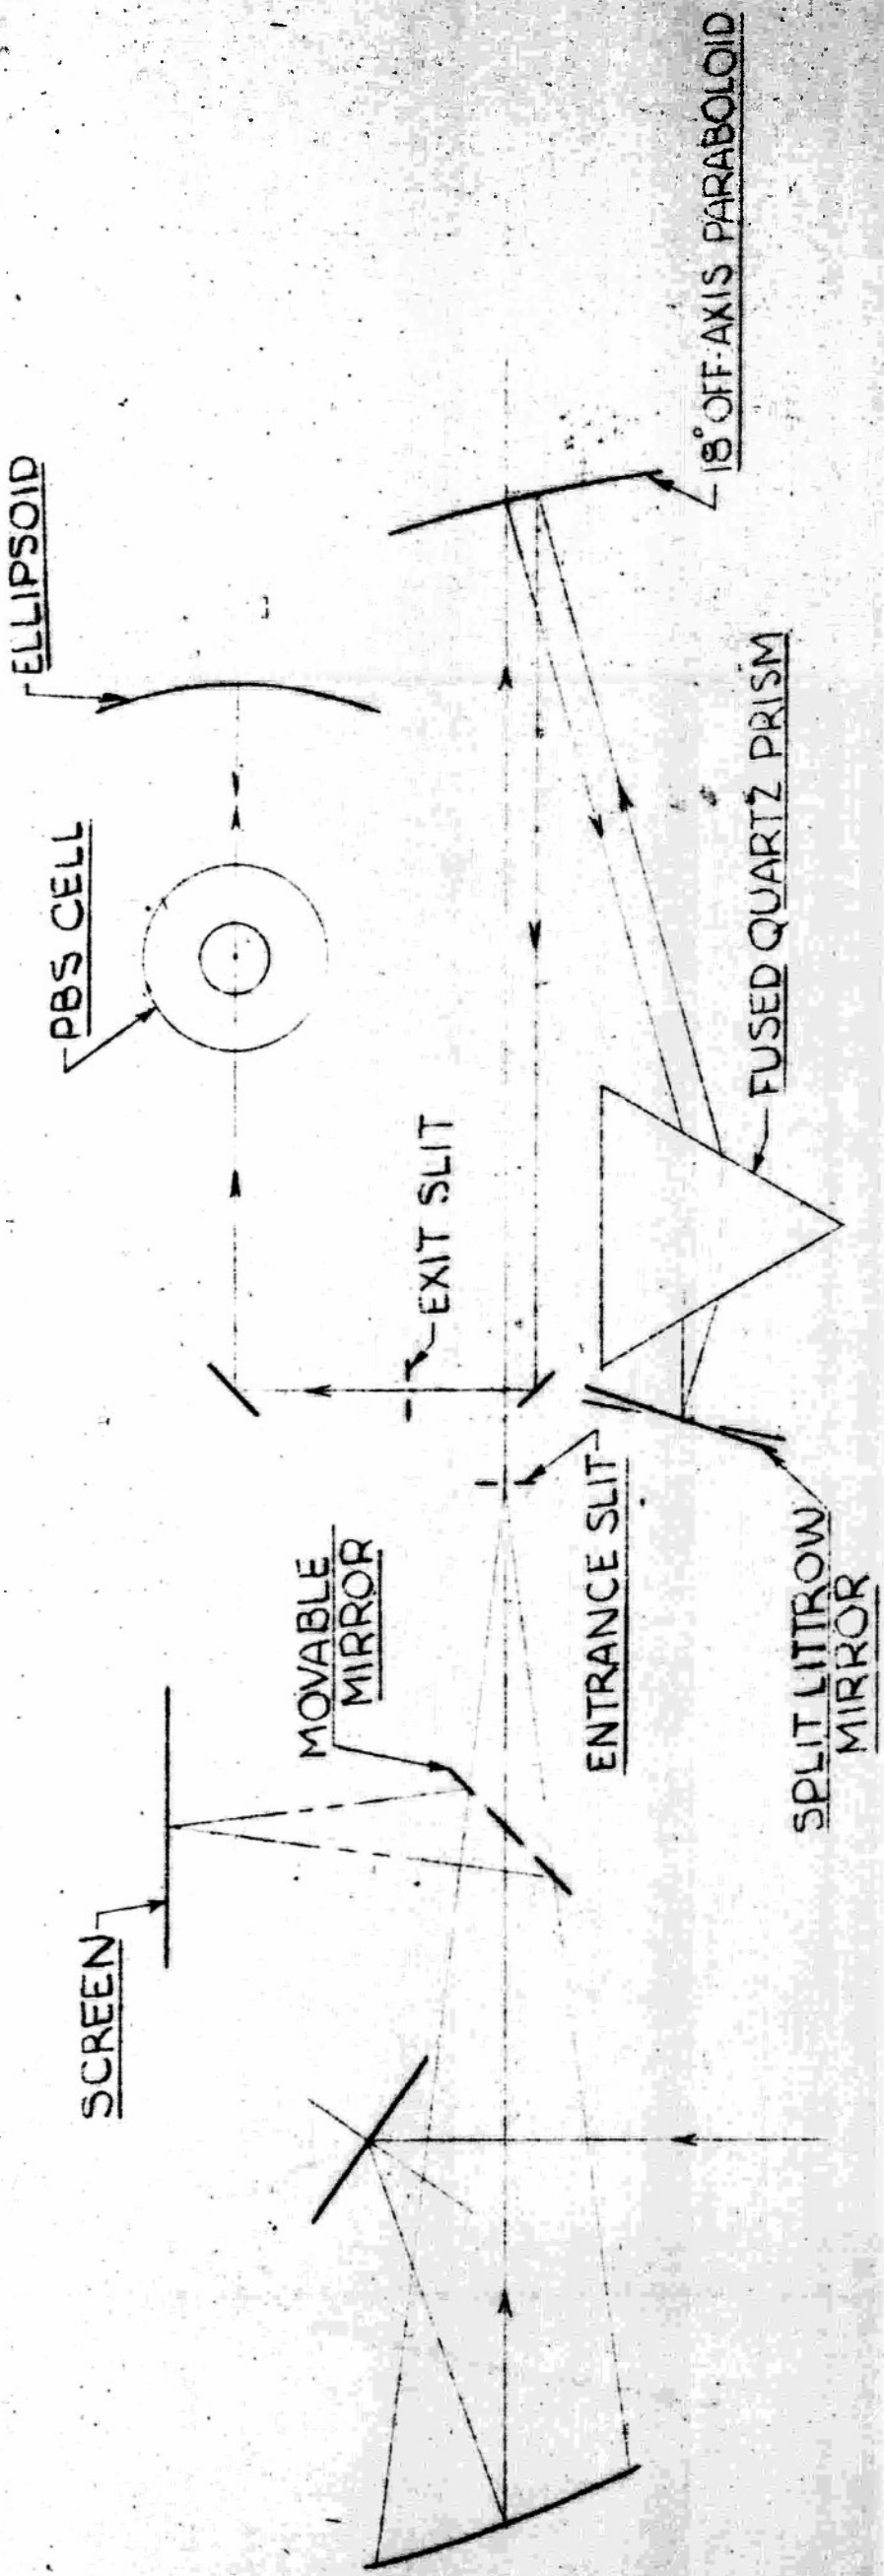 ELLIPSOID
PBS CELL
SCREEN
MOVABLE
MIRROR
EXIT SLIT
ENTRANCE SLIT
18° OFF-AXIS PARABOLOID
FUSED QUARTZ PRISM
SPLIT LITTROW
MIRROR